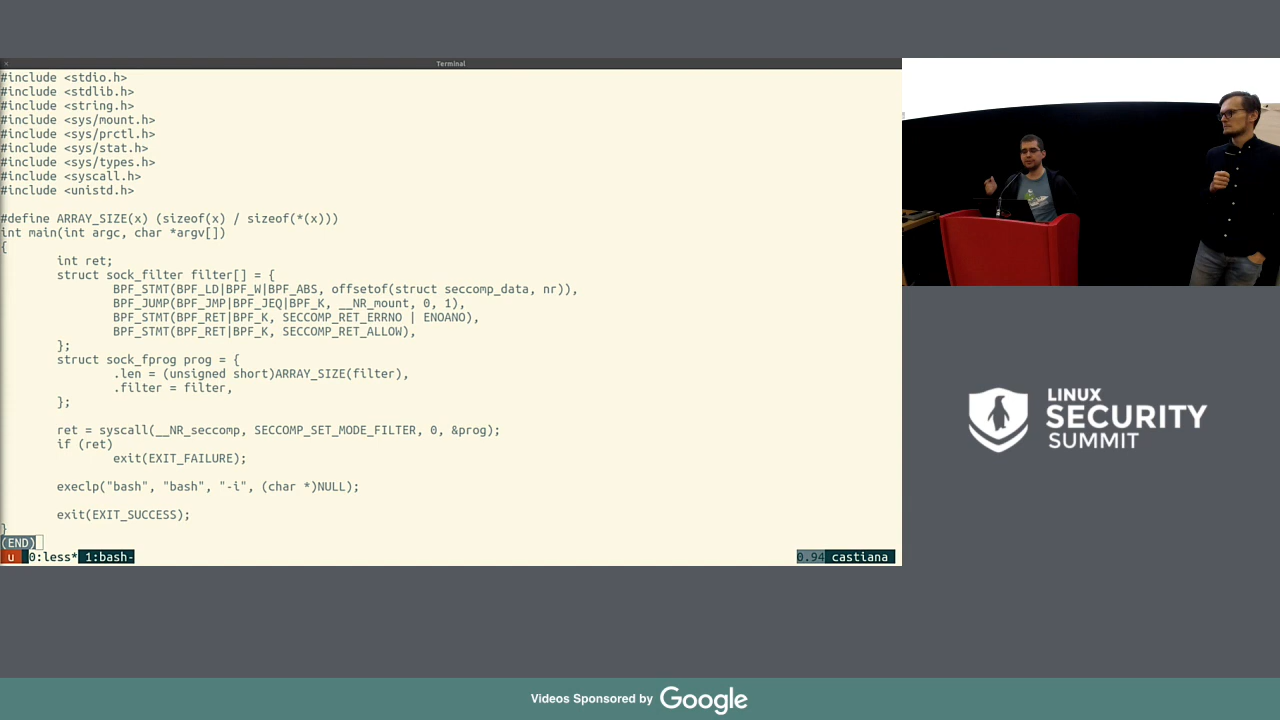 Terminal
#include <stdio.h>
#include <stdlib.h>
#include <string.h>
#include <sys/mount.h>
#include <sys/prctl.h>
#include <sys/stat.h>
#include <sys/types.h>
#include <syscall.h>
#include <unistd.h>
#define ARRAY_SIZE(x) (sizeof(x) / sizeof(*(x)))
int main(int argc, char *argv[])
{
        int ret;
        struct sock_filter filter[] = {
                BPF_STMT(BPF_LD|BPF_W|BPF_ABS, offsetof(struct seccomp_data, nr)),
                BPF_JUMP(BPF_JMP|BPF_JEQ|BPF_K, __NR_mount, 0, 1),
                BPF_STMT(BPF_RET|BPF_K, SECCOMP_RET_ERRNO | ENOANO),
                BPF_STMT(BPF_RET|BPF_K, SECCOMP_RET_ALLOW),
        };
        struct sock_fprog prog = {
                .len = (unsigned short)ARRAY_SIZE(filter),
                .filter = filter,
        };
        ret = syscall(__NR_seccomp, SECCOMP_SET_MODE_FILTER, 0, &prog);
        if (ret)
                exit(EXIT_FAILURE);
        execlp("bash", "bash", "-i", (char *)NULL);
        exit(EXIT_SUCCESS);
}
(END)
u 0:less* 1:bash- 0.94 castiana
LINUX
SECURITY
SUMMIT
Videos Sponsored by Google